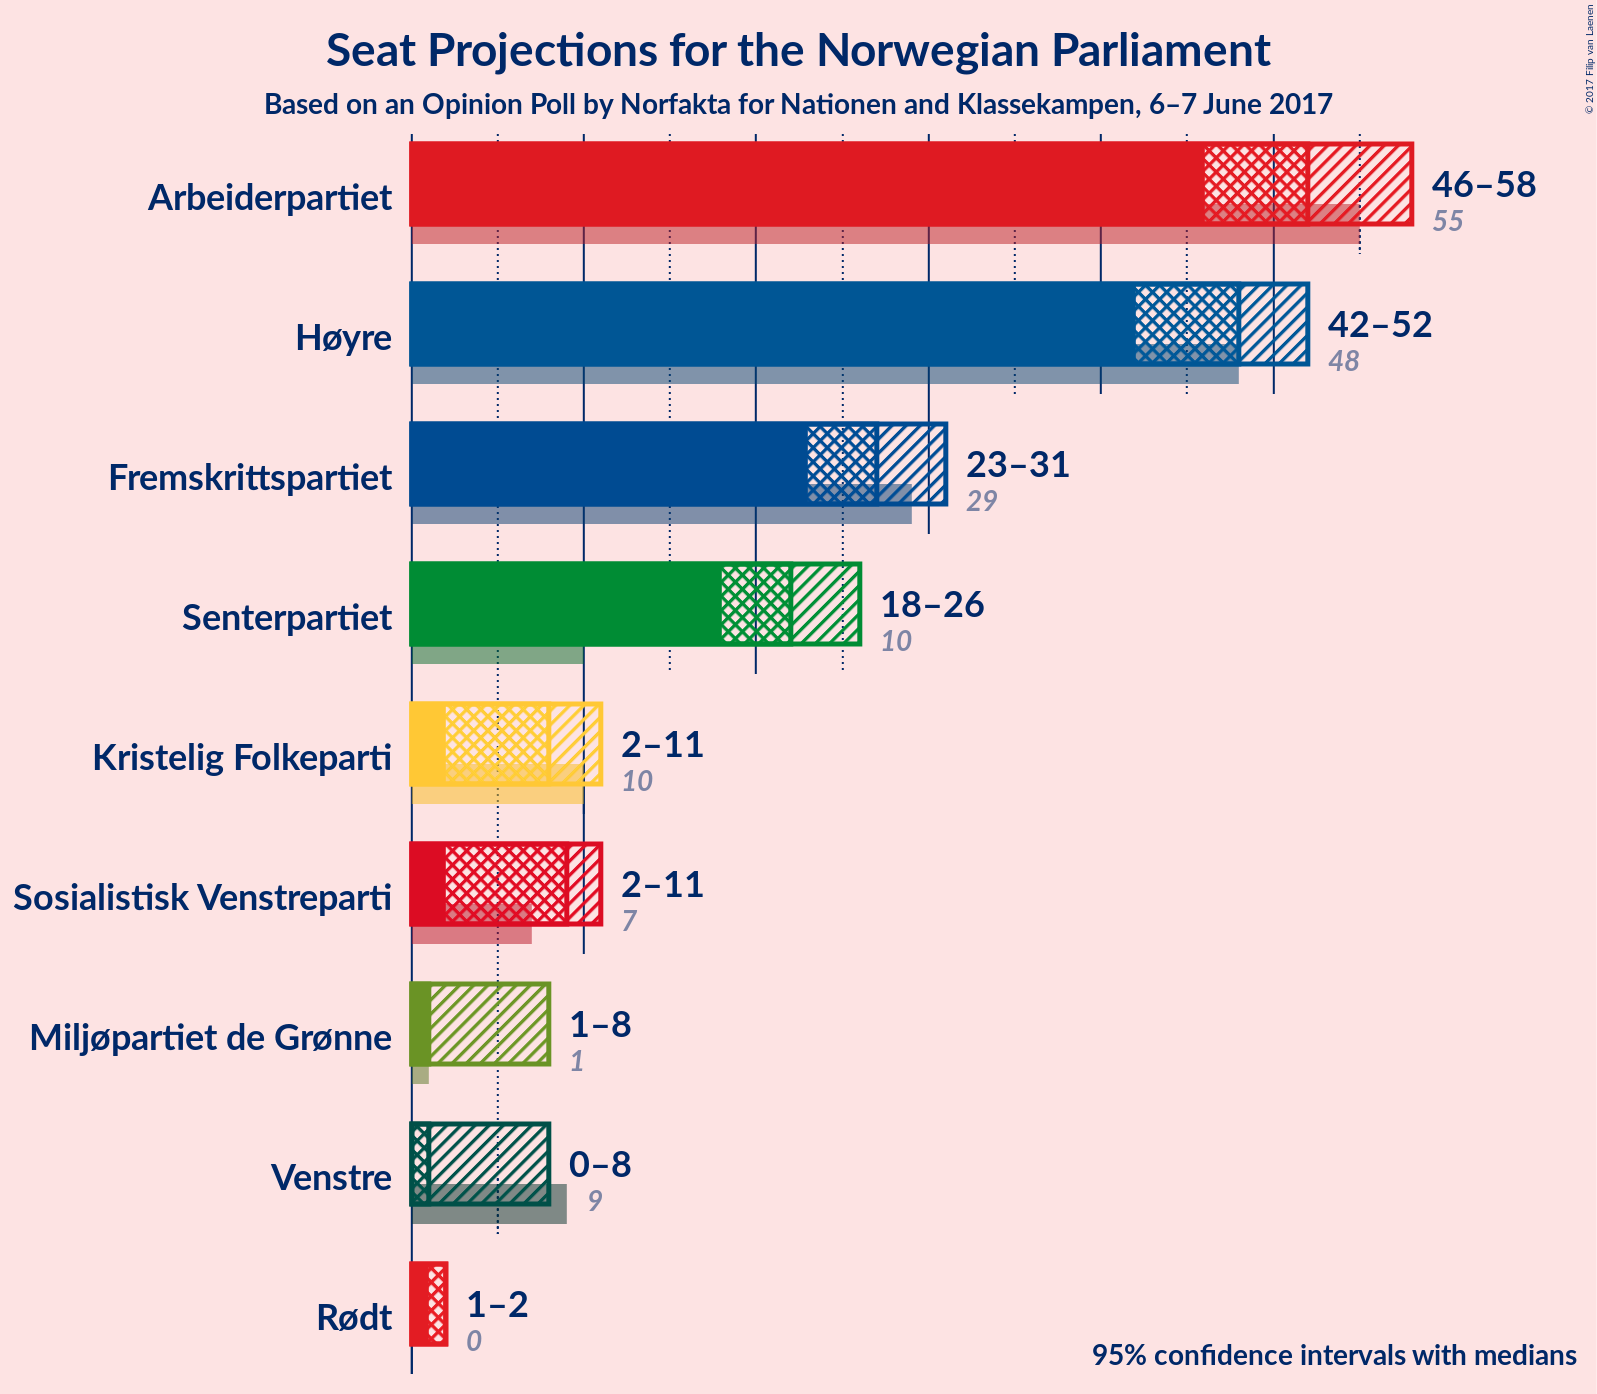 Seat Projections for the Norwegian Parliament
Based on an Opinion Poll by Norfakta for Nationen and Klassekampen, 6–7 June 2017
© 2017 Filip van Laenen
Arbeiderpartiet
46–58
55
Høyre
42–52
48
Fremskrittspartiet
23–31
29
Senterpartiet
18–26
10
Kristelig Folkeparti
2–11
10
Sosialistisk Venstreparti
2–11
7
Miljøpartiet de Grønne
1–8
1
Venstre
0–8
9
Rødt
1–2
0
95% confidence intervals with medians